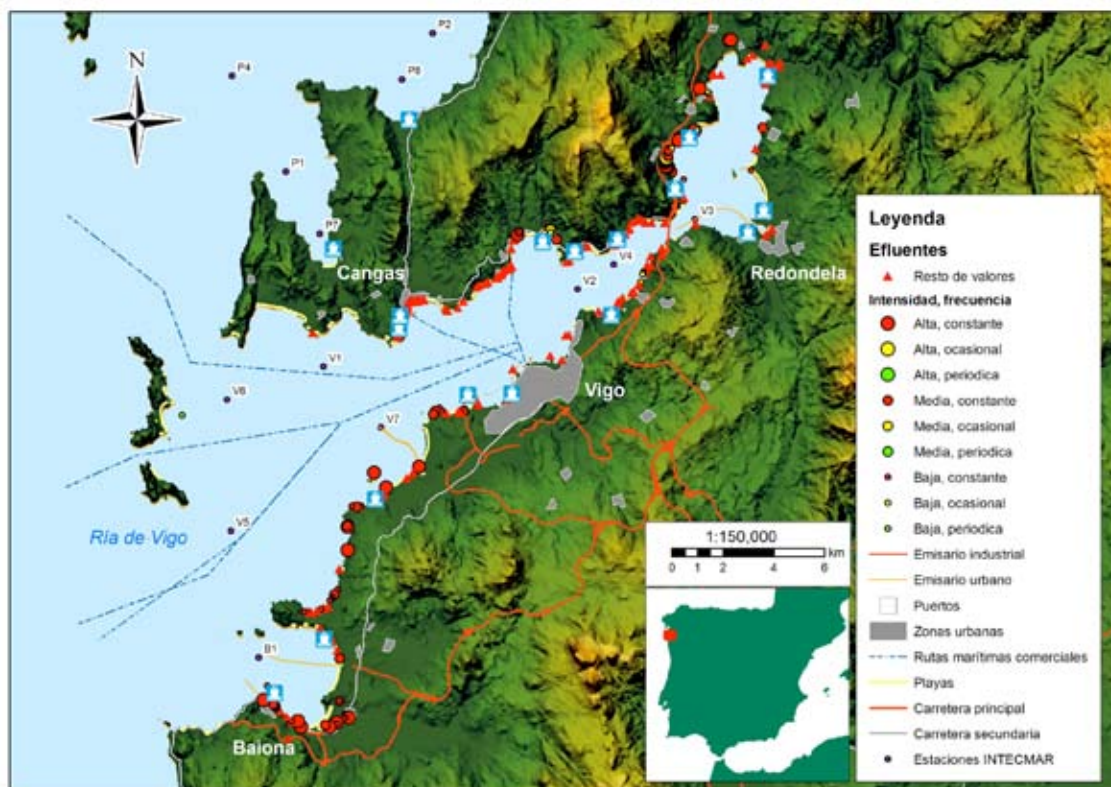 N
P2
P4
P6
P1
P7
Cangas
V3
V4
V2
Redondela
V1
V6
Vigo
V7
V5
Ría de Vigo
B1
Baiona
Leyenda
Efluentes
Resto de valores
Intensidad, frecuencia
Alta, constante
Alta, ocasional
Alta, periodica
Media, constante
Media, ocasional
Media, periodica
Baja, constante
Baja, ocasional
Baja, periodica
Emisario industrial
Emisario urbano
Puertos
Zonas urbanas
Rutas marítimas comerciales
Playas
Carretera principal
Carretera secundaria
Estaciones INTECMAR
1:150,000
0 1 2 4 6 km